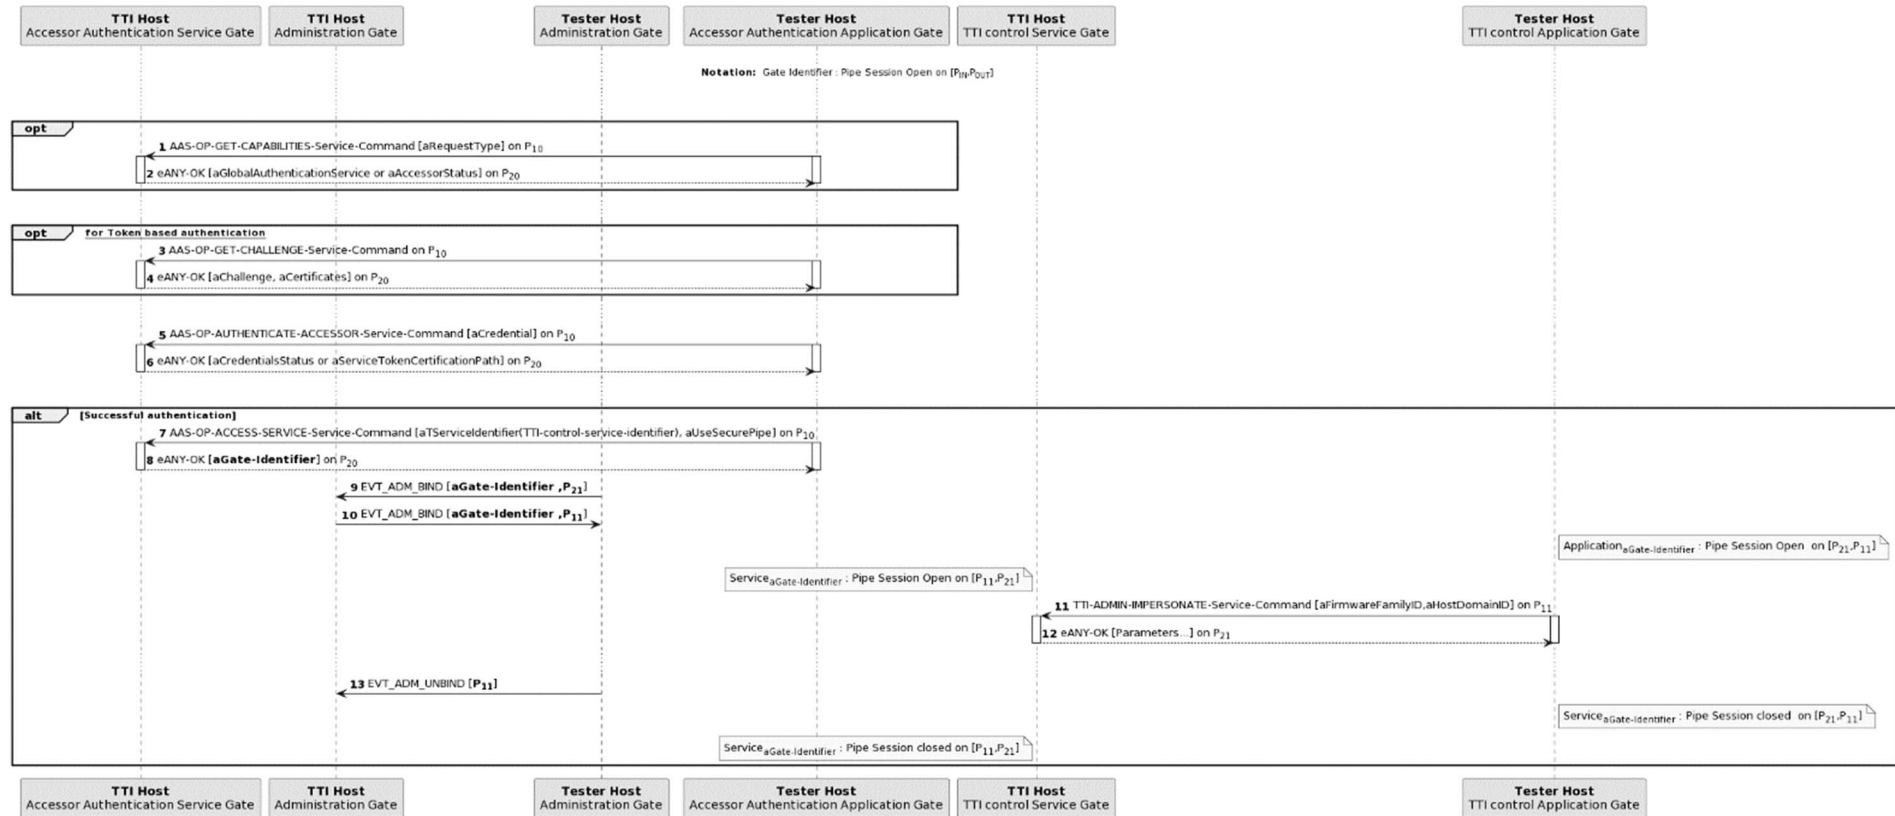 TTI Host
Accessor Authentication Service Gate
TTI Host
Administration Gate
Tester Host
Administration Gate
Tester Host
Accessor Authentication Application Gate
TTI Host
TTI control Service Gate
Tester Host
TTI control Application Gate
Notation: Gate Identifier : Pipe Session Open on [PIN,POUT]
opt
1 AAS-OP-GET-CAPABILITIES-Service-Command [aRequestType] on P10
2 eANY-OK [aGlobalAuthenticationService or aAccessorStatus] on P20
opt for Token based authentication
3 AAS-OP-GET-CHALLENGE-Service-Command on P10
4 eANY-OK [aChallenge, aCertificates] on P20
5 AAS-OP-AUTHENTICATE-ACCESSOR-Service-Command [aCredential] on P10
6 eANY-OK [aCredentialsStatus or aServiceTokenCertificationPath] on P20
alt [Successful authentication]
7 AAS-OP-ACCESS-SERVICE-Service-Command [aTServiceIdentifier(TTI-control-service-identifier), aUseSecurePipe] on P10
8 eANY-OK [aGate-Identifier] on P20
9 EVT_ADM_BIND [aGate-Identifier ,P21]
10 EVT_ADM_BIND [aGate-Identifier ,P11]
Application aGate-Identifier : Pipe Session Open on [P21,P11]
Service aGate-Identifier : Pipe Session Open on [P11,P21]
11 TTI-ADMIN-IMPERSONATE-Service-Command [aFirmwareFamilyID,aHostDomainID] on P11
12 eANY-OK [Parameters...] on P21
13 EVT_ADM_UNBIND [P11]
Service aGate-Identifier : Pipe Session closed on [P21,P11]
Service aGate-Identifier : Pipe Session closed on [P11,P21]
TTI Host
Accessor Authentication Service Gate
TTI Host
Administration Gate
Tester Host
Administration Gate
Tester Host
Accessor Authentication Application Gate
TTI Host
TTI control Service Gate
Tester Host
TTI control Application Gate